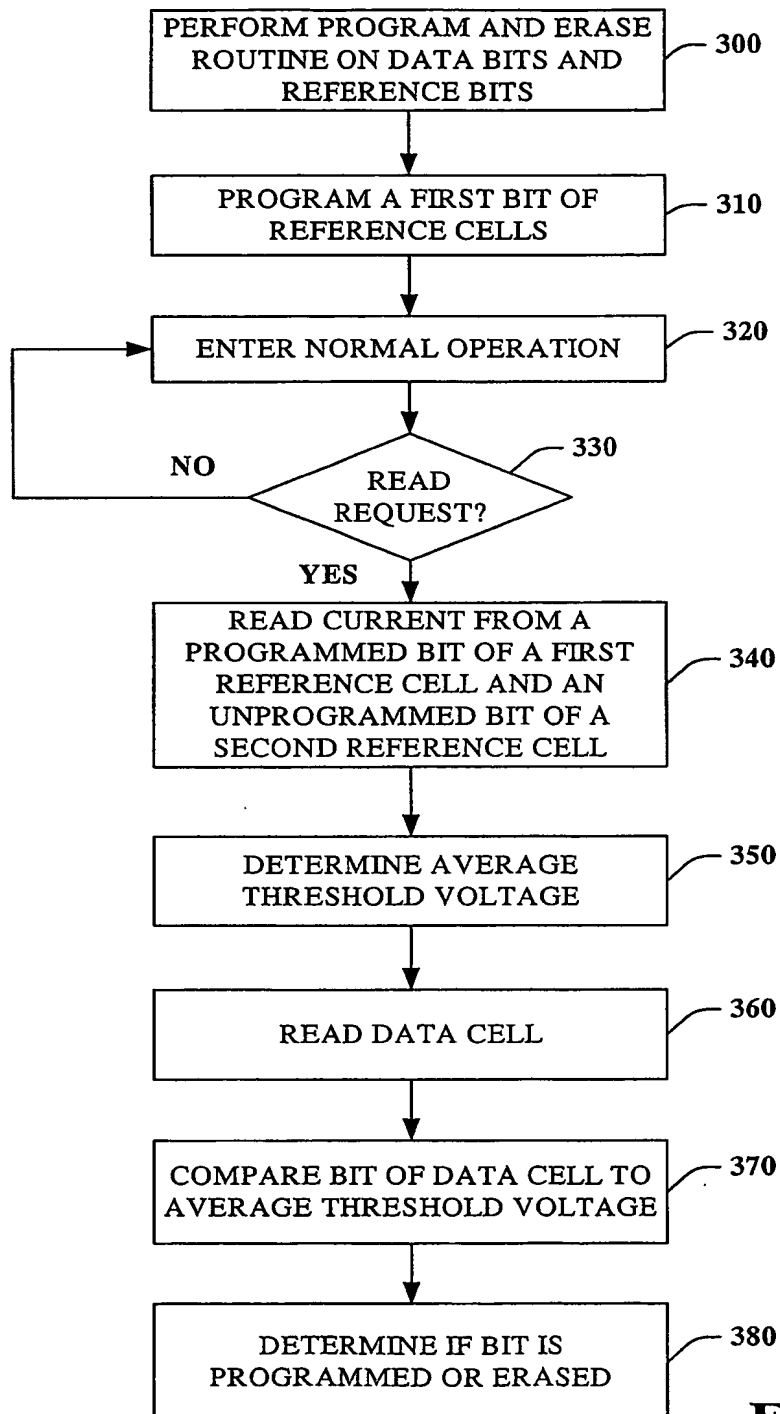 PERFORM PROGRAM AND ERASE
ROUTINE ON DATA BITS AND
REFERENCE BITS
300
PROGRAM A FIRST BIT OF
REFERENCE CELLS
310
ENTER NORMAL OPERATION
320
330
NO
READ
REQUEST?
YES
READ CURRENT FROM A
PROGRAMMED BIT OF A FIRST
REFERENCE CELL AND AN
UNPROGRAMMED BIT OF A
SECOND REFERENCE CELL
340
DETERMINE AVERAGE
THRESHOLD VOLTAGE
350
READ DATA CELL
360
COMPARE BIT OF DATA CELL TO
AVERAGE THRESHOLD VOLTAGE
370
DETERMINE IF BIT IS
PROGRAMMED OR ERASED
380